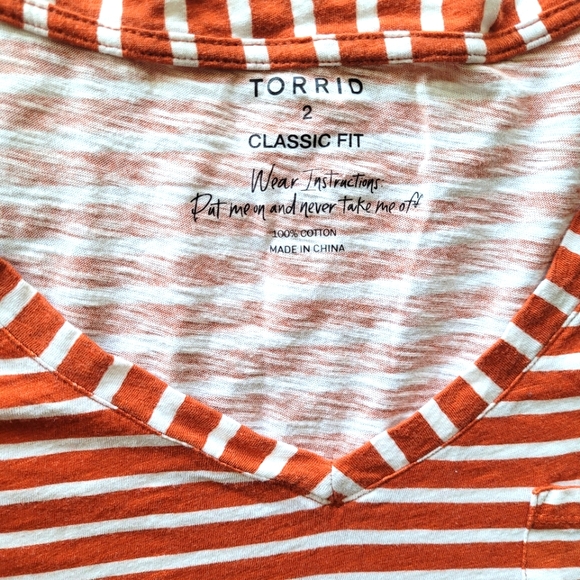 TORRID
2
CLASSIC FIT
Wear Instructions:
Put me on and never take me off
100% COTTON
MADE IN CHINA